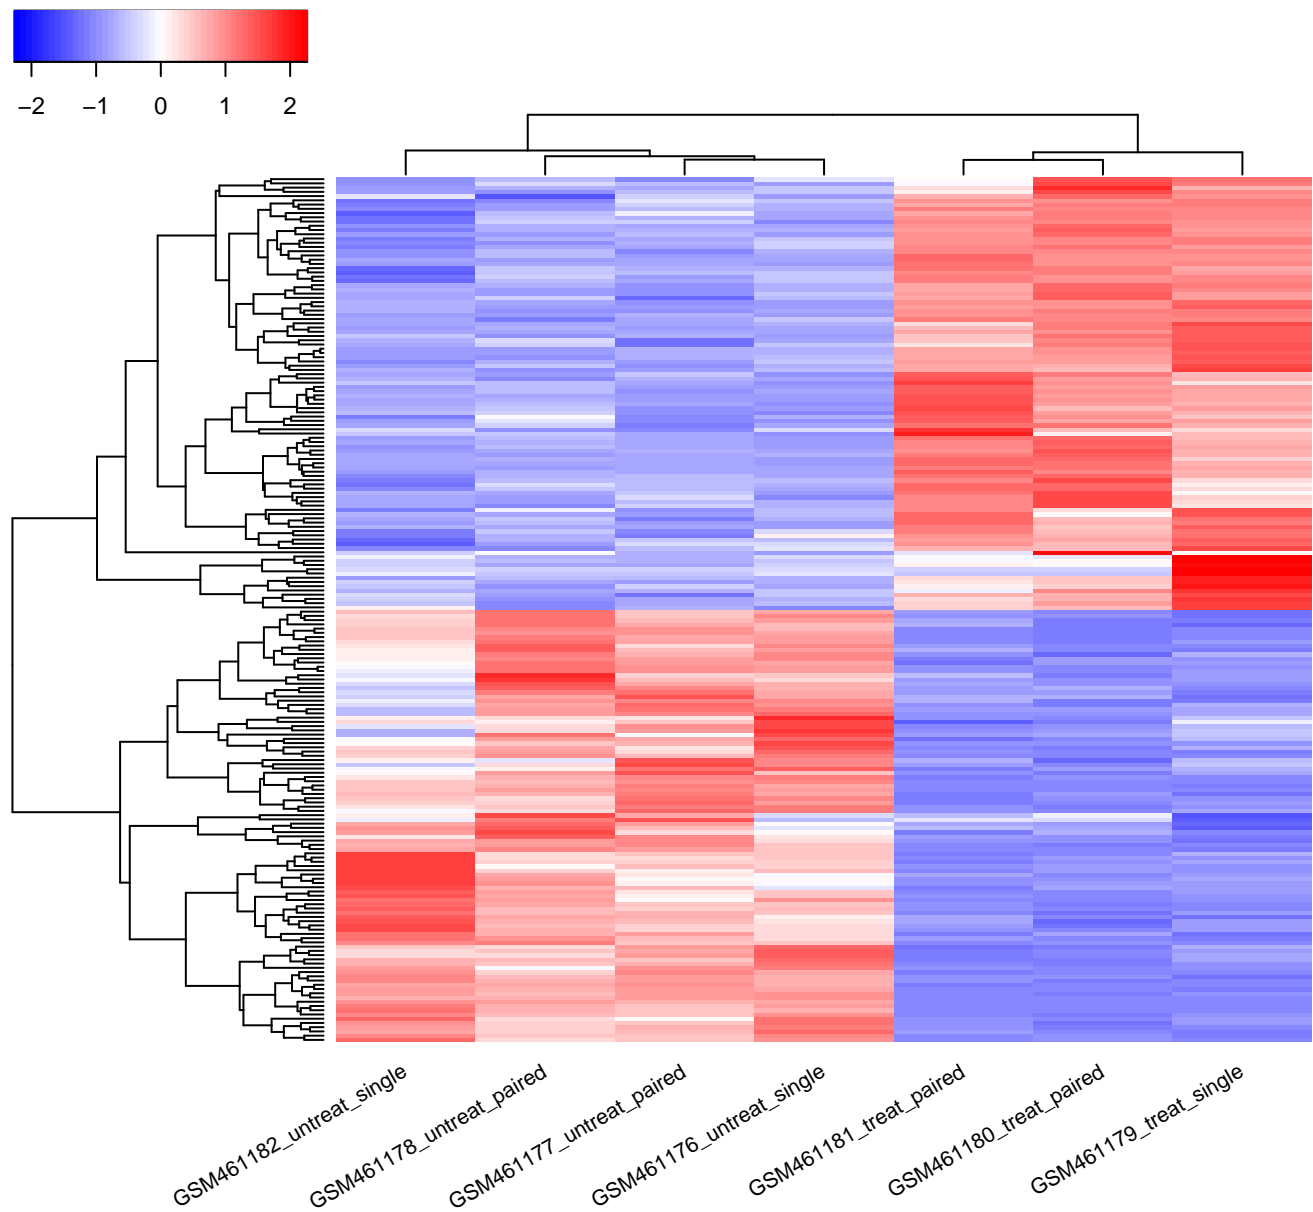 −2 −1 0 1 2
GSM461182_untreat_single
GSM461178_untreat_paired
GSM461177_untreat_paired
GSM461176_untreat_single
GSM461181_treat_paired
GSM461180_treat_paired
GSM461179_treat_single